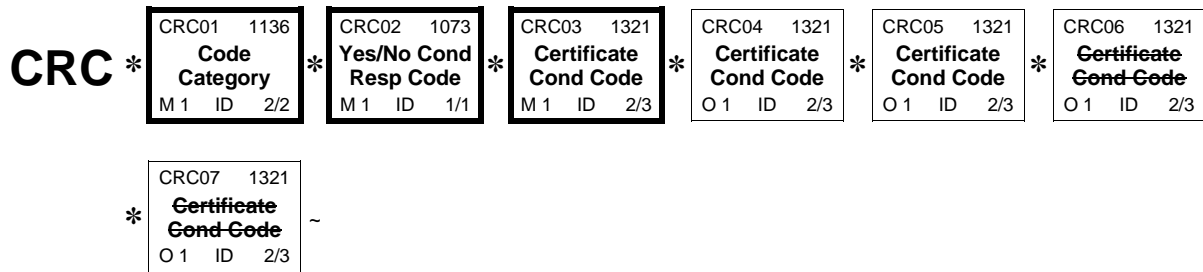 CRC01 1136 CRC02 1073 CRC03 1321 CRC04 1321 CRC05 1321 CRC06 1321
Code Yes/No Cond Certificate Certificate Certificate Certificate
CRC * Category * Resp Code * Cond Code * Cond Code * Cond Code * Cond Code
M 1 ID 2/2 M 1 ID 1/1 M 1 ID 2/3 O 1 ID 2/3 O 1 ID 2/3 O 1 ID 2/3
CRC07 1321
* Certificate ~
Cond Code
O 1 ID 2/3